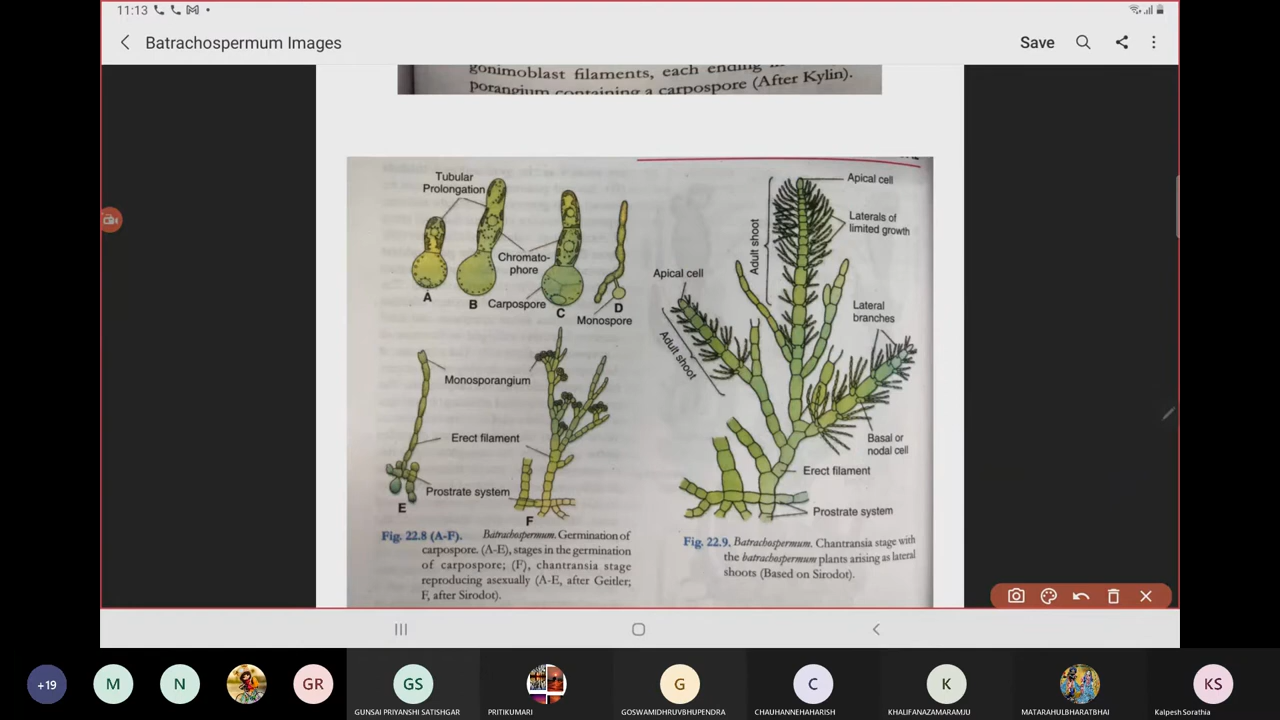 11:13
Batrachospermum Images
Save
gonimoblast filaments, each ending
porangium containing a carpospore (After Kylin).
Tubular
Prolongation
Chromato-
phore
Carpospore
A
B
C
D
Monospore
Monosporangium
Erect filament
Prostrate system
E
F
Fig. 22.8 (A-F). Batrachospermum. Germination of
carpospore. (A-E), stages in the germination
of carpospore; (F), chantransia stage
reproducing asexually (A-E, after Geitler;
F, after Sirodot).
Apical cell
Laterals of
limited growth
Adult shoot
Apical cell
Adult shoot
Lateral
branches
Basal or
nodal cell
Erect filament
Prostrate system
Fig. 22.9. Batrachospermum. Chantransia stage with
the batrachospermum plants arising as lateral
shoots (Based on Sirodot).
+19
M
N
GR
GS
G
C
K
KS
GUNSAI PRIYANSHI SATISHGAR
PRITIKUMARI
GOSWAMIDHRUVBHUPENDRA
CHAUHANNEHAHARISH
KHALIFANAZAMARAMJU
MATARAHULBHARATBHAI
Kalpesh Sorathia